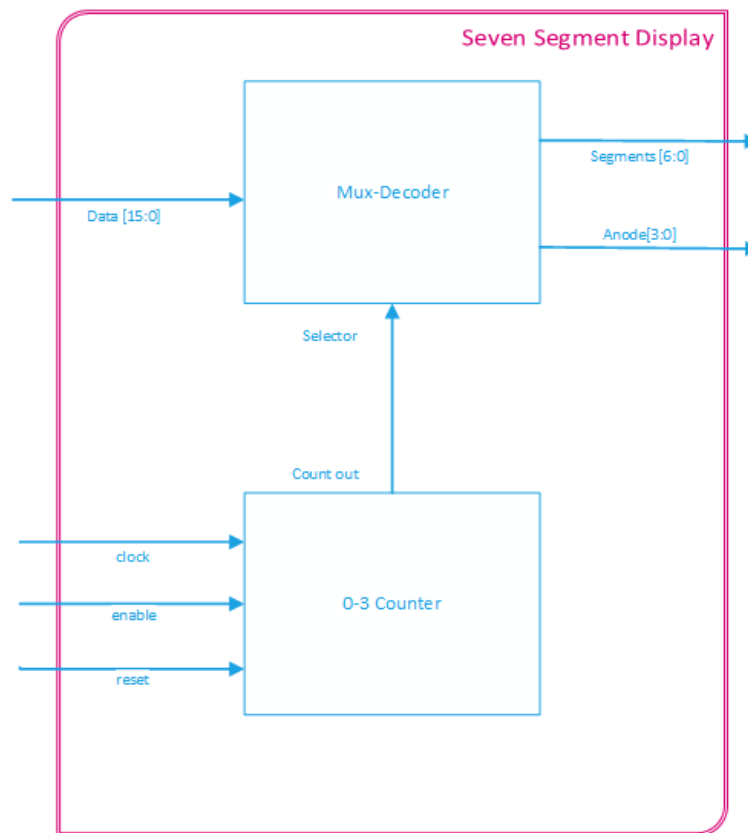 Seven Segment Display
Segments [6:0]
Mux-Decoder
Data [15:0]
Anode[3:0]
Selector
Count out
clock
0-3 Counter
enable
reset